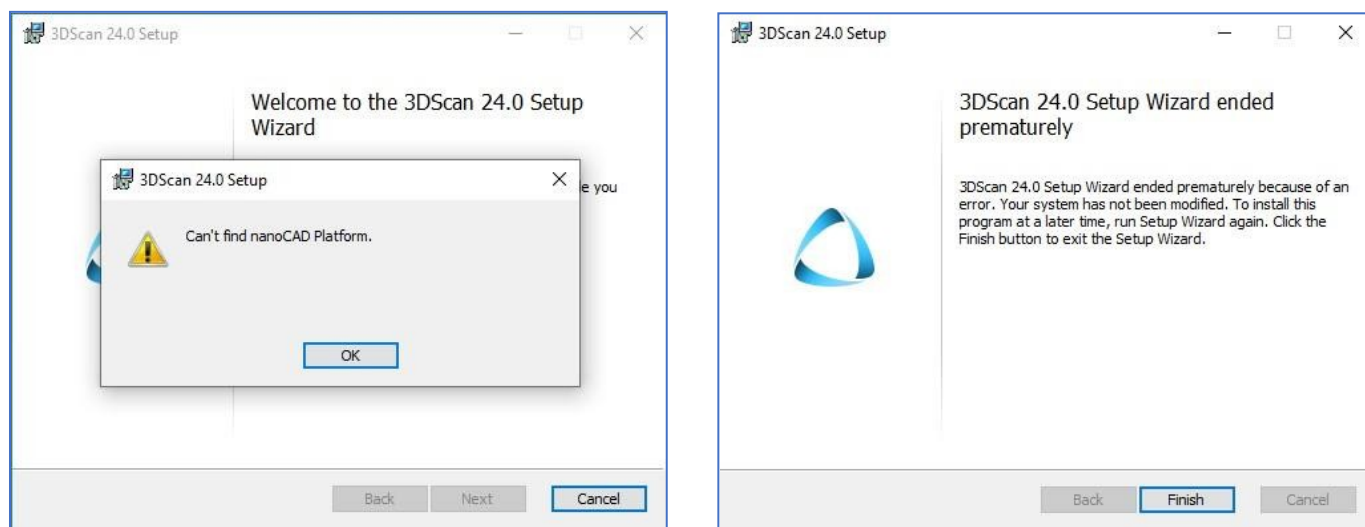 3DScan 24.0 Setup
Welcome to the 3DScan 24.0 Setup
Wizard
3DScan 24.0 Setup
e you
Can't find nanoCAD Platform.
OK
Back Next Cancel
3DScan 24.0 Setup
3DScan 24.0 Setup Wizard ended
prematurely
3DScan 24.0 Setup Wizard ended prematurely because of an
error. Your system has not been modified. To install this
program at a later time, run Setup Wizard again. Click the
Finish button to exit the Setup Wizard.
Back Finish Cancel